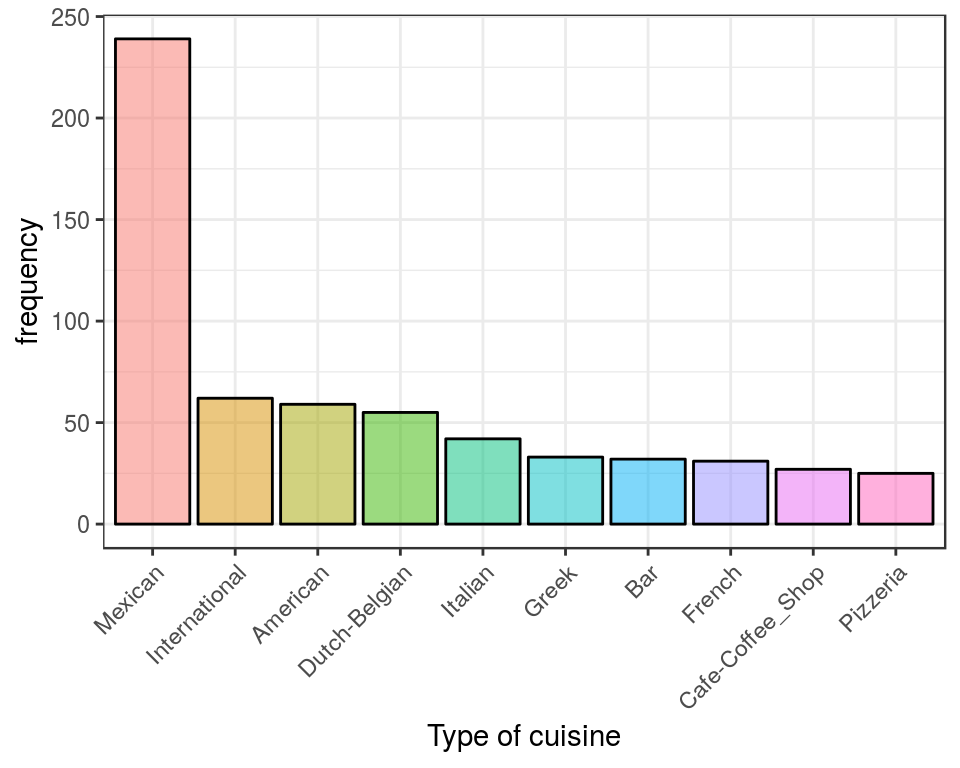 250
200
150
100
50
0
frequency
Mexican
International
American
Dutch-Belgian
Italian
Greek
Bar
French
Cafe-Coffee_Shop
Pizzeria
Type of cuisine